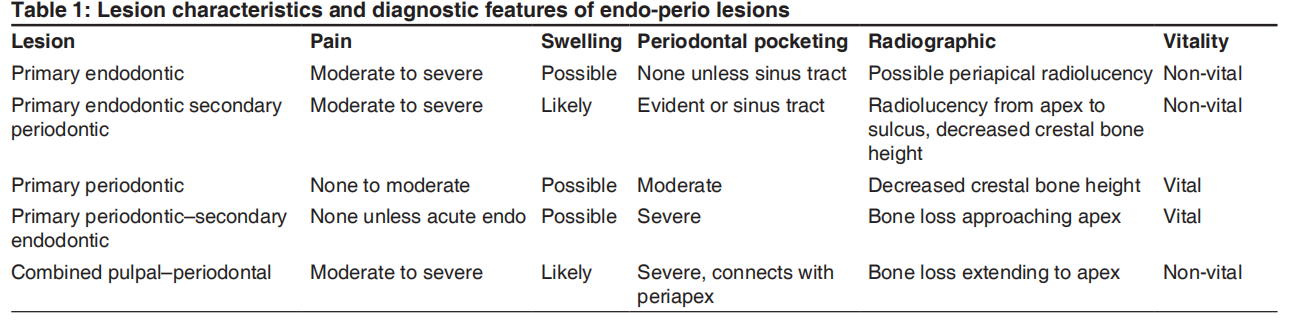 Table 1: Lesion characteristics and diagnostic features of endo-perio lesions
Lesion Pain Swelling Periodontal pocketing Radiographic Vitality
Primary endodontic Moderate to severe Possible None unless sinus tract Possible periapical radiolucency Non-vital
Primary endodontic secondary Moderate to severe Likely Evident or sinus tract Radiolucency from apex to Non-vital
periodontic sulcus, decreased crestal bone
height
Primary periodontic None to moderate Possible Moderate Decreased crestal bone height Vital
Primary periodontic–secondary None unless acute endo Possible Severe Bone loss approaching apex Vital
endodontic
Combined pulpal–periodontal Moderate to severe Likely Severe, connects with Bone loss extending to apex Non-vital
periapex